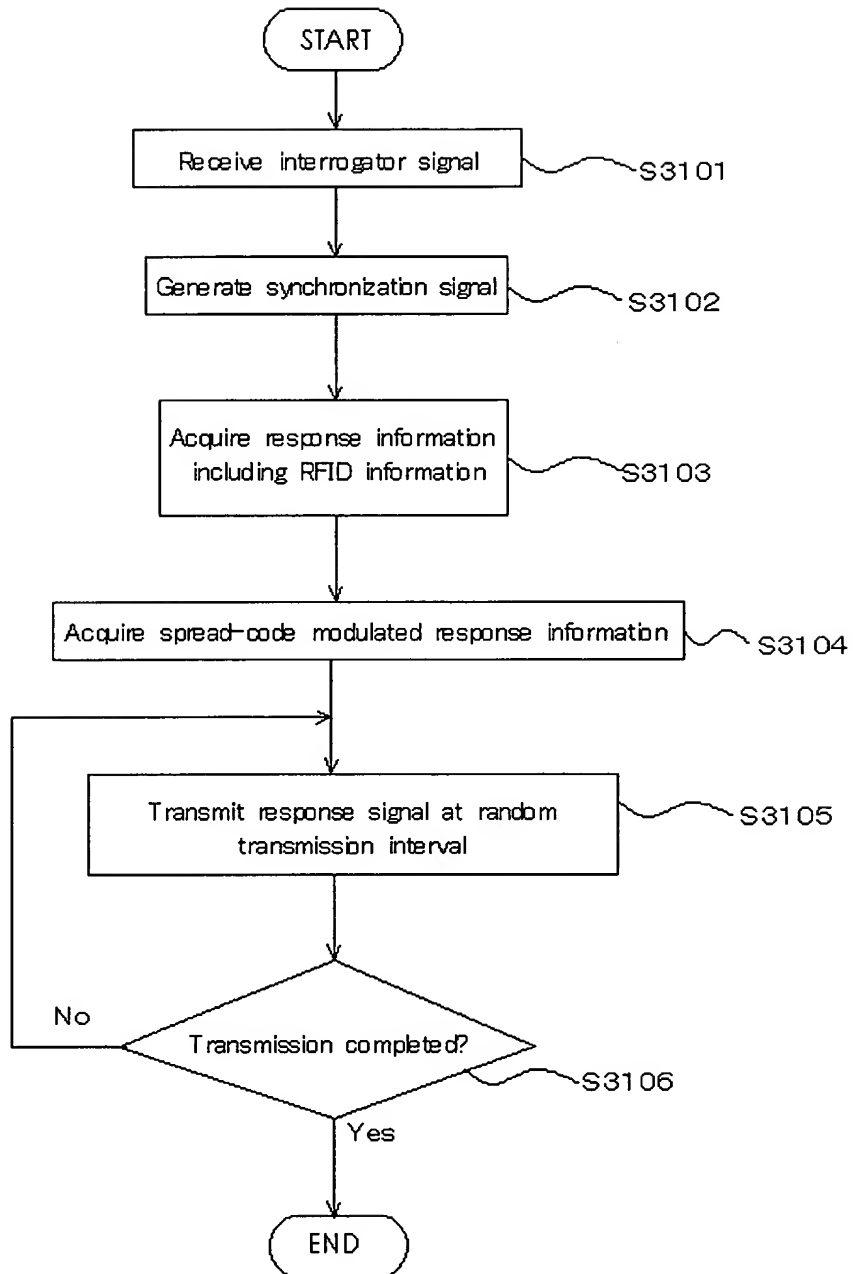 START
Receive interrogator signal
S3101
Generate synchronization signal
S3102
Acquire response information
including RFID information
S3103
Acquire spread-code modulated response information
S3104
Transmit response signal at random
transmission interval
S3105
No
Transmission completed?
S3106
Yes
END